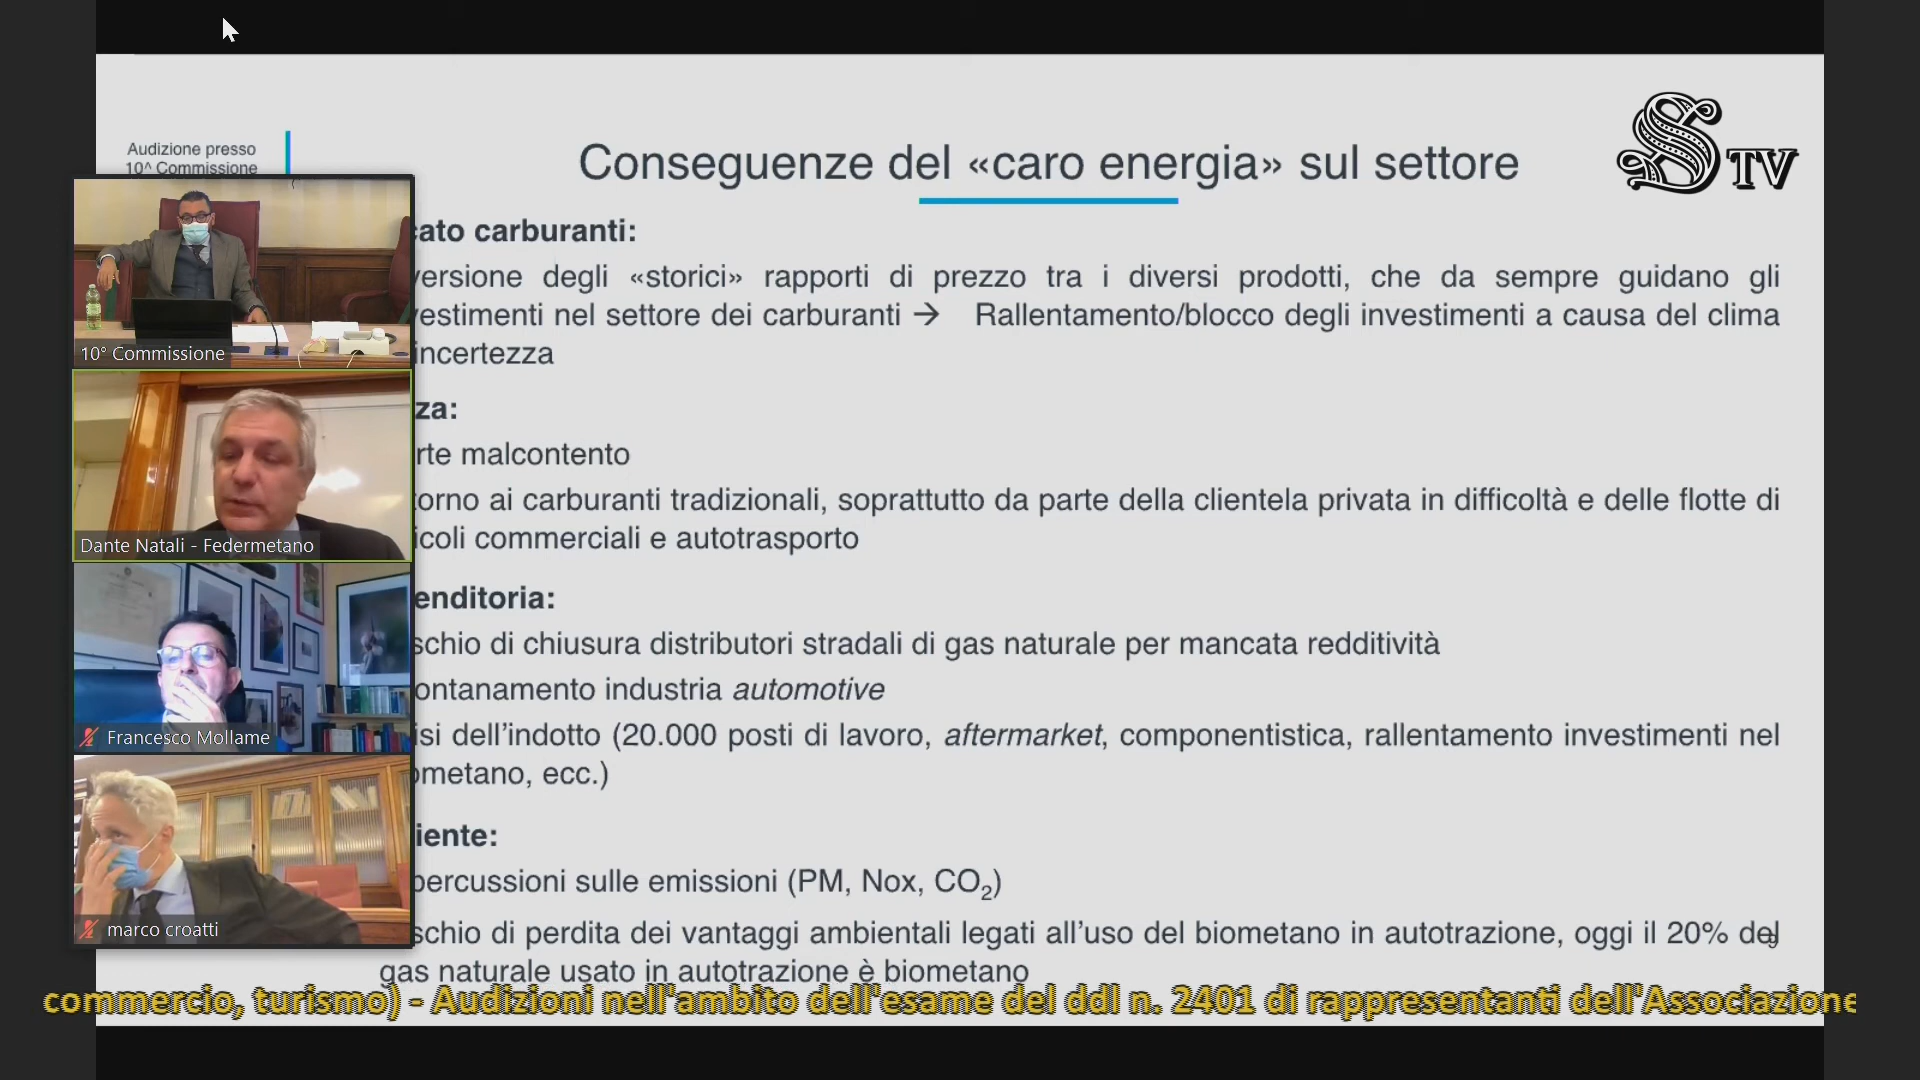 Audizione presso
10^ Commissione
Conseguenze del «caro energia» sul settore
STV
cato carburanti:
versione degli «storici» rapporti di prezzo tra i diversi prodotti, che da sempre guidano gli
vestimenti nel settore dei carburanti → Rallentamento/blocco degli investimenti a causa del clima
incertezza
za:
rte malcontento
torno ai carburanti tradizionali, soprattutto da parte della clientela privata in difficoltà e delle flotte di
icoli commerciali e autotrasporto
enditoria:
schio di chiusura distributori stradali di gas naturale per mancata redditività
ontanamento industria automotive
isi dell'indotto (20.000 posti di lavoro, aftermarket, componentistica, rallentamento investimenti nel
ometano, ecc.)
iente:
percussioni sulle emissioni (PM, Nox, CO₂)
schio di perdita dei vantaggi ambientali legati all'uso del biometano in autotrazione, oggi il 20% del
gas naturale usato in autotrazione è biometano
10° Commissione
Dante Natali - Federmetano
Francesco Mollame
marco croatti
commercio, turismo) - Audizioni nell'ambito dell'esame del ddl n. 2401 di rappresentanti dell'Associazione